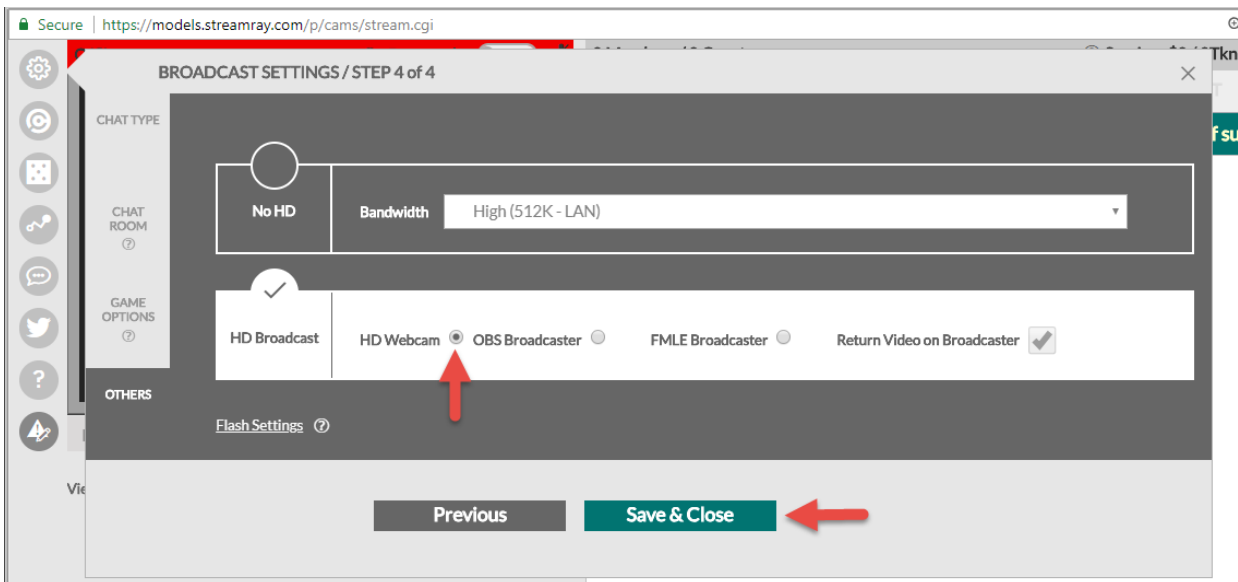 Secure | https://models.streamray.com/p/cams/stream.cgi
Tkn
BROADCAST SETTINGS / STEP 4 of 4
CHAT TYPE
f su
No HD
Bandwidth
High (512K - LAN)
CHAT
ROOM
GAME
OPTIONS
HD Broadcast
HD Webcam
OBS Broadcaster
FMLE Broadcaster
Return Video on Broadcaster
OTHERS
Flash Settings
Vie
Previous
Save & Close